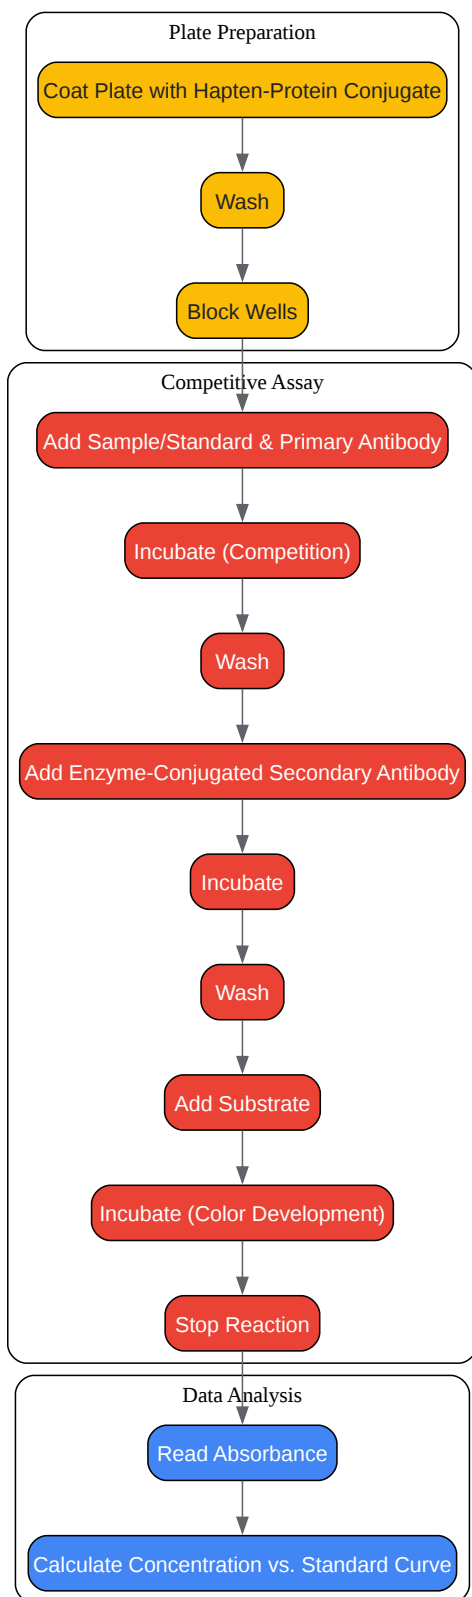 Plate Preparation
Coat Plate with Hapten-Protein Conjugate
Wash
Block Wells
Competitive Assay
Add Sample/Standard & Primary Antibody
Incubate (Competition)
Wash
Add Enzyme-Conjugated Secondary Antibody
Incubate
Wash
Add Substrate
Incubate (Color Development)
Stop Reaction
Data Analysis
Read Absorbance
Calculate Concentration vs. Standard Curve